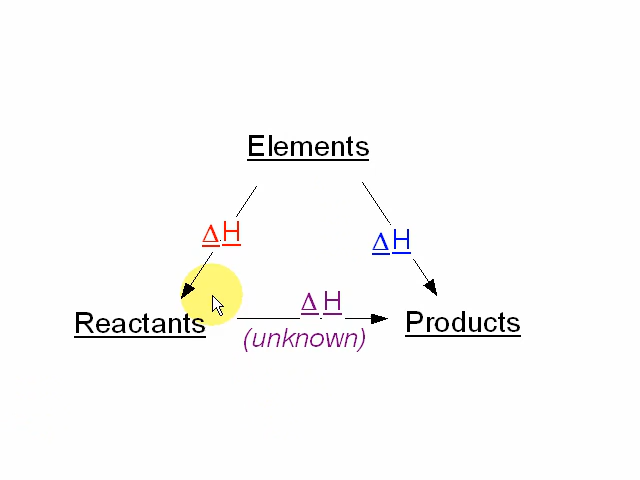 Elements
ΔH
ΔH
ΔH
Reactants
Products
(unknown)